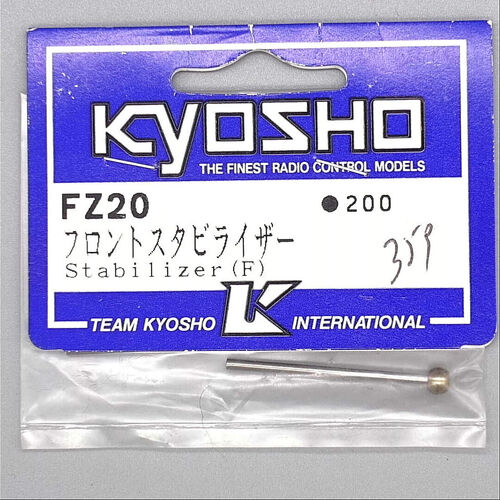 KYOSHO
THE FINEST RADIO CONTROL MODELS
FZ20 ●200
フロントスタビライザー
Stabilizer(F)
359
TEAM KYOSHO K INTERNATIONAL